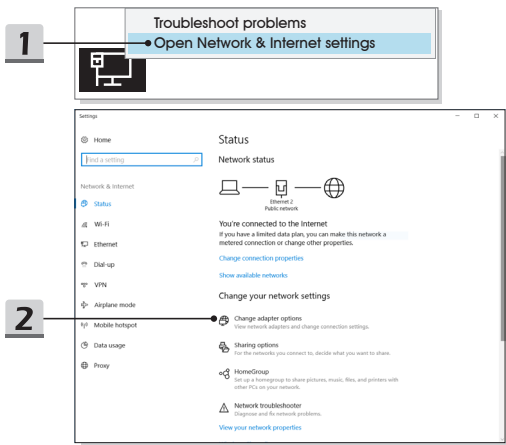 Troubleshoot problems
1
Open Network & Internet settings
Settings
Home
Status
Find a setting
Network status
Network & Internet
Ethernet 2
Public network
Status
Wi-Fi
You're connected to the Internet
If you have a limited data plan, you can make this network a
metered connection or change other properties.
Ethernet
Change connection properties
Dial-up
Show available networks
VPN
Change your network settings
Airplane mode
2
Change adapter options
View network adapters and change connection settings.
Mobile hotspot
Data usage
Sharing options
For the networks you connect to, decide what you want to share.
Proxy
HomeGroup
Set up a homegroup to share pictures, music, files, and printers with
other PCs on your network.
Network troubleshooter
Diagnose and fix network problems.
View your network properties